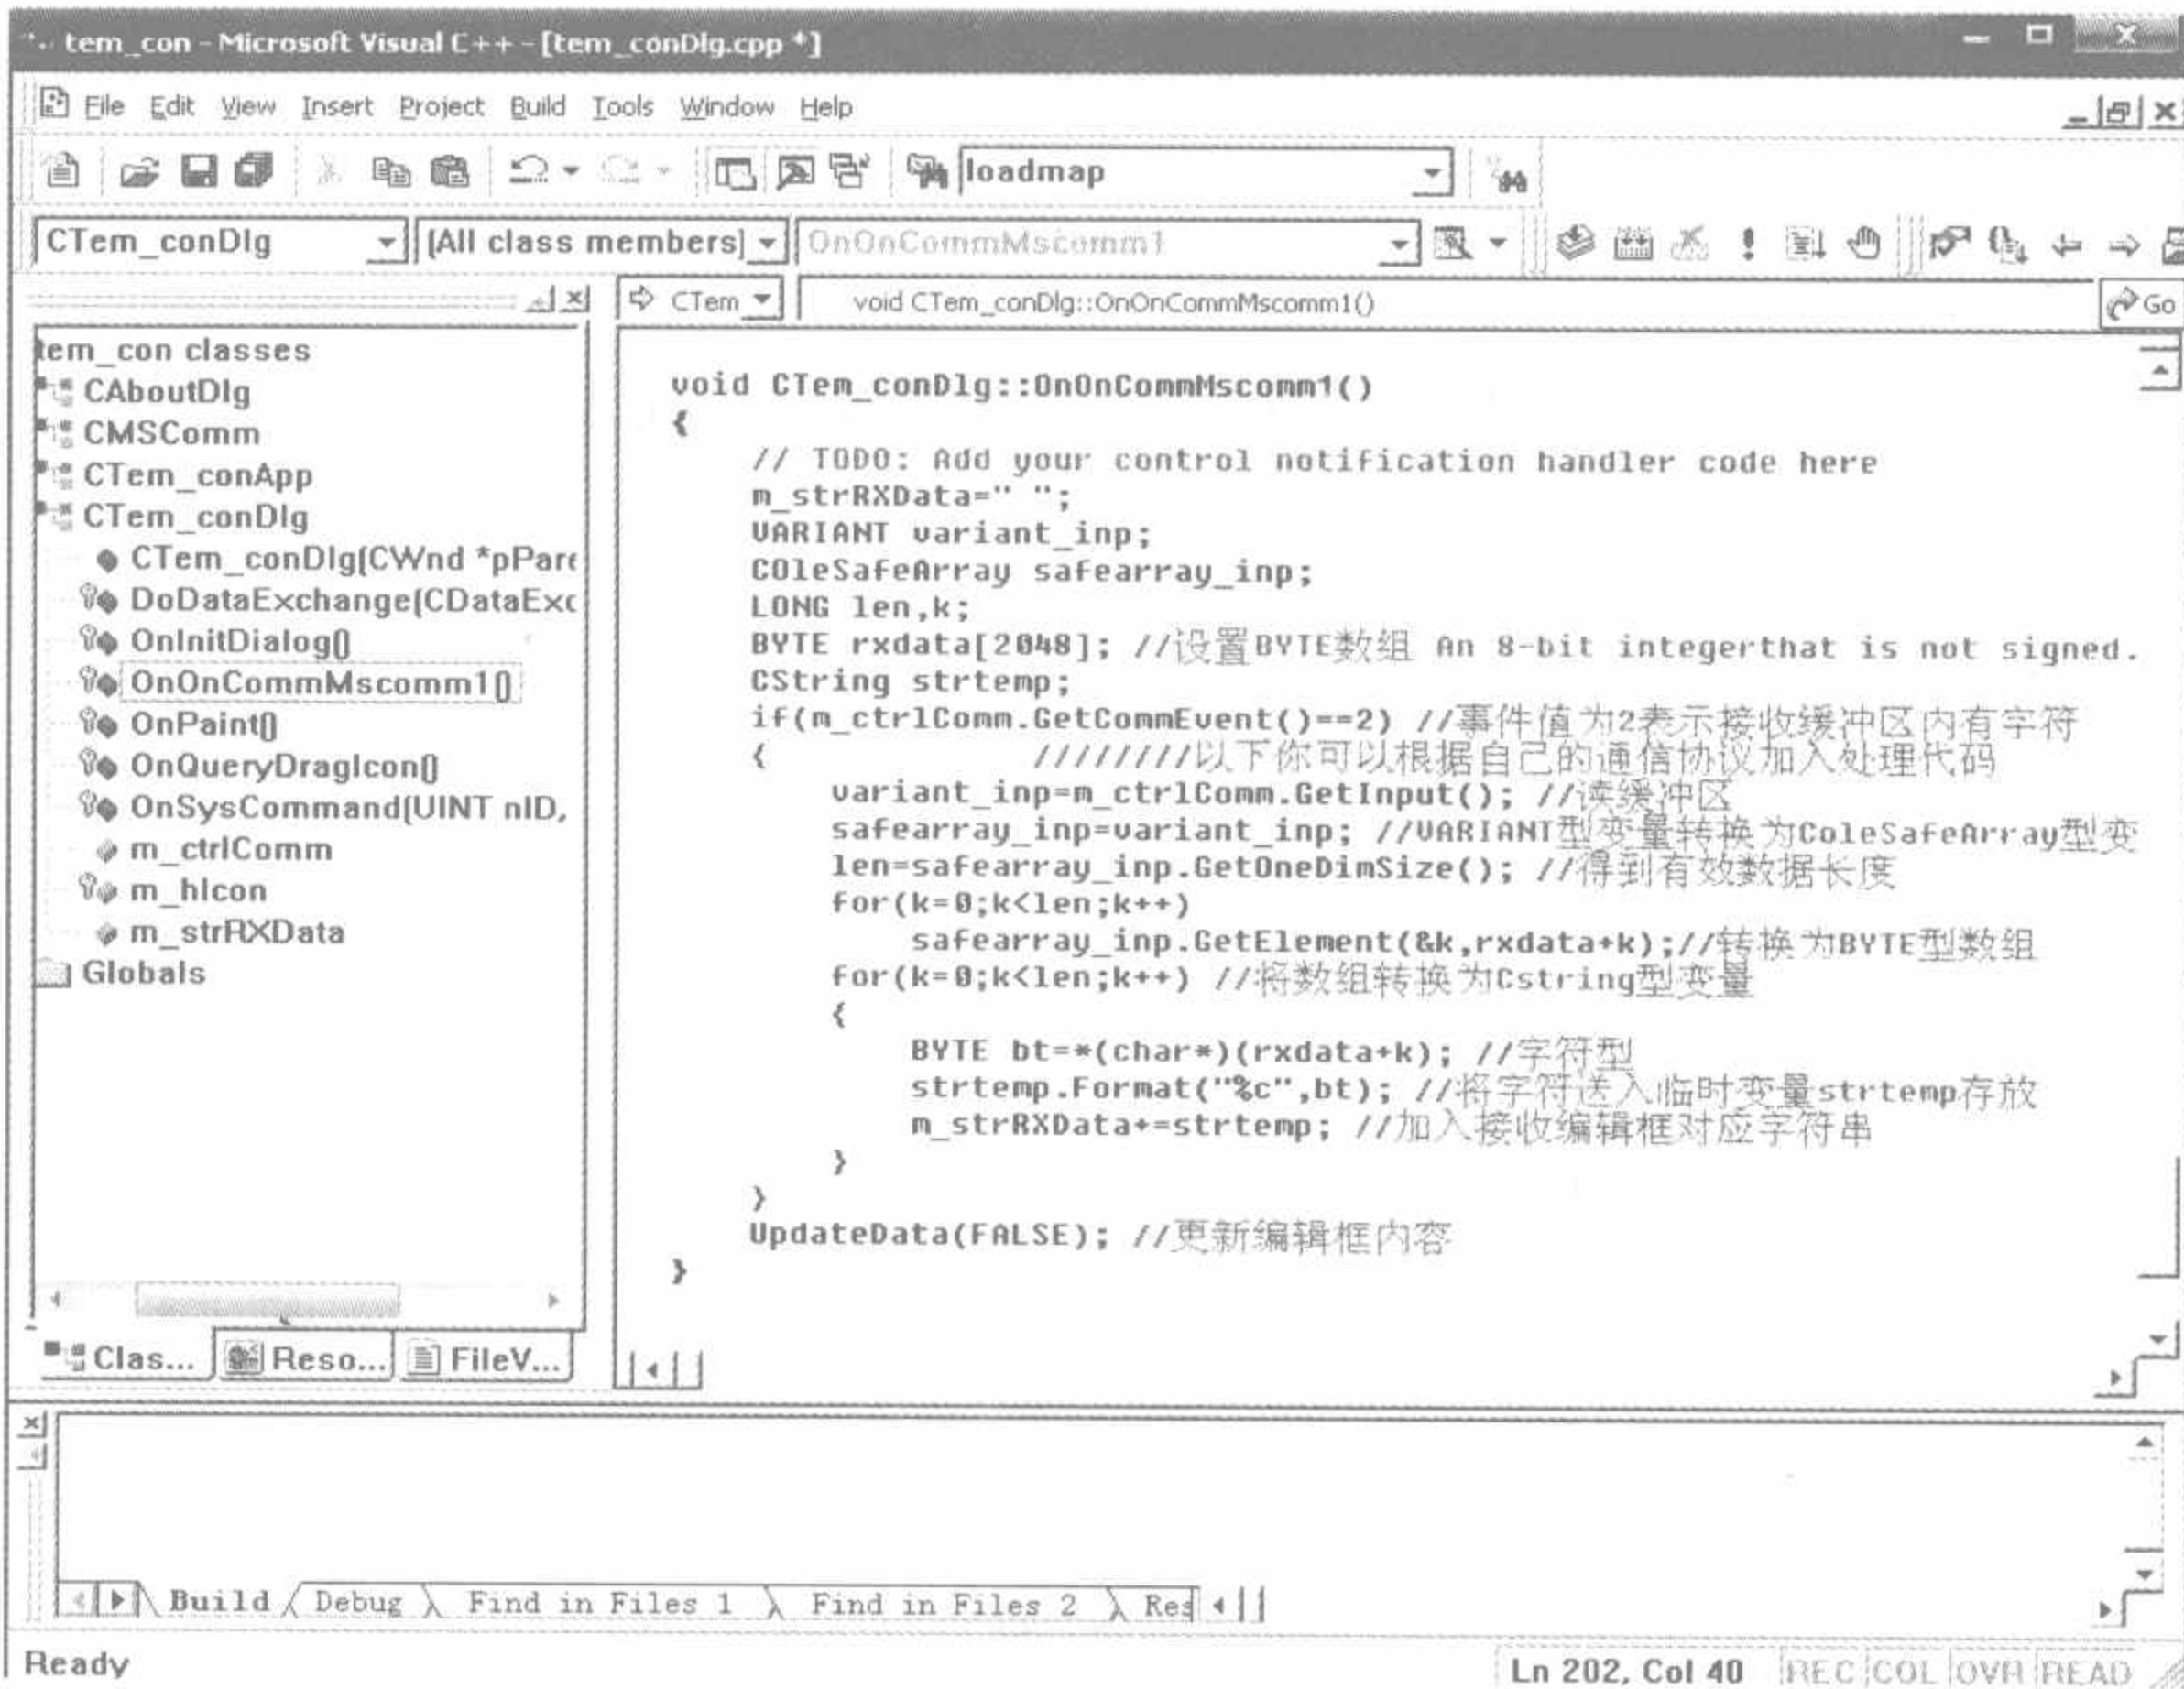 tem_con - Microsoft Visual C++ - [tem_conDlg.cpp *]
File Edit View Insert Project Build Tools Window Help
loadmap
CTem_conDlg [All class members] OnOnCommMscomm1
CTem void CTem_conDlg::OnOnCommMscomm1() Go
tem_con classes
CAboutDlg
CMSComm
CTem_conApp
CTem_conDlg
CTem_conDlg(CWnd *pPare
DoDataExchange(CDataExc
OnInitDialog()
OnOnCommMscomm1()
OnPaint()
OnQueryDragIcon()
OnSysCommand(UINT nID,
m_ctrlComm
m_hIcon
m_strRXData
Globals
Clas... Reso... FileV...
void CTem_conDlg::OnOnCommMscomm1()
{
// TODO: Add your control notification handler code here
m_strRXData=" ";
VARIANT variant_inp;
COleSafeArray safearray_inp;
LONG len,k;
BYTE rxdata[2048]; //设置BYTE数组 An 8-bit integerthat is not signed.
CString strtemp;
if(m_ctrlComm.GetCommEvent()==2) //事件值为2表示接收缓冲区内有字符
{ ////////以下你可以根据自己的通信协议加入处理代码
variant_inp=m_ctrlComm.GetInput(); //读缓冲区
safearray_inp=variant_inp; //VARIANT型变量转换为ColeSafeArray型变
len=safearray_inp.GetOneDimSize(); //得到有效数据长度
for(k=0;k<len;k++)
safearray_inp.GetElement(&k,rxdata+k);//转换为BYTE型数组
for(k=0;k<len;k++) //将数组转换为Cstring型变量
{
BYTE bt=*(char*)(rxdata+k); //字符型
strtemp.Format("%c",bt); //将字符送入临时变量strtemp存放
m_strRXData+=strtemp; //加入接收编辑框对应字符串
}
}
UpdateData(FALSE); //更新编辑框内容
}
Build Debug Find in Files 1 Find in Files 2 Res
Ready Ln 202, Col 40 REC COL OVR READ